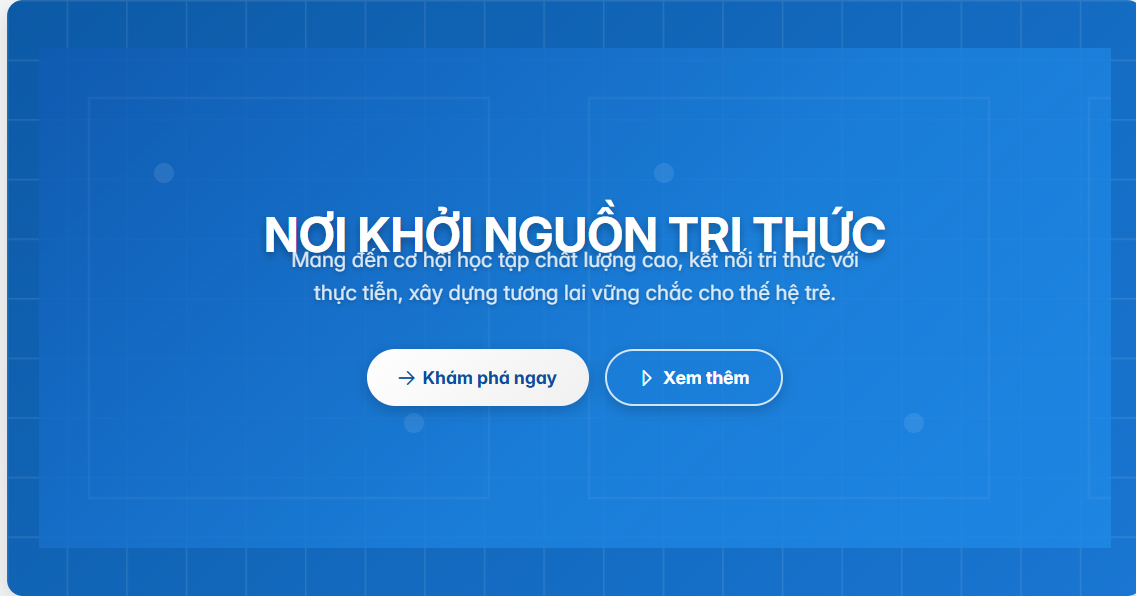 NƠI KHỞI NGUỒN TRI THỨC
Mang đến cơ hội học tập chất lượng cao, kết nối tri thức với
thực tiễn, xây dựng tương lai vững chắc cho thế hệ trẻ.
Khám phá ngay
Xem thêm